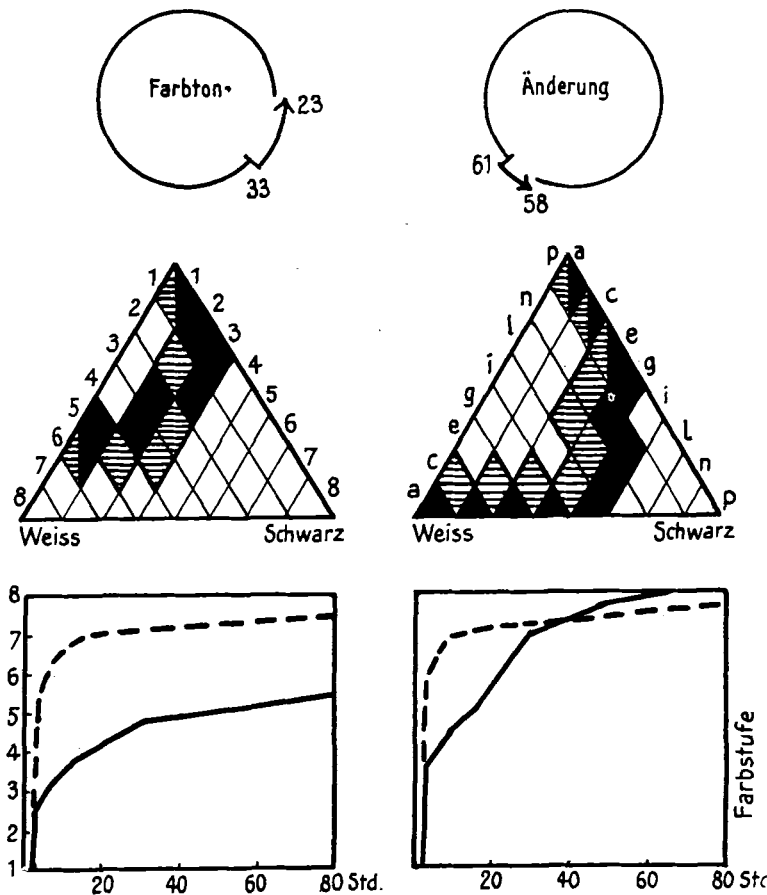 Farbton
Änderung
23
33
61
58
1 1
2 2
3 3
4 4
5 5
6 6
7 7
8 8
Weiss Schwarz
p a
n c
l e
i g
g i
e l
c n
a p
Weiss Schwarz
8
7
6
5
4
3
2
1
20 40 60 80 Std.
20 40 60 80 Std
Farbstufe